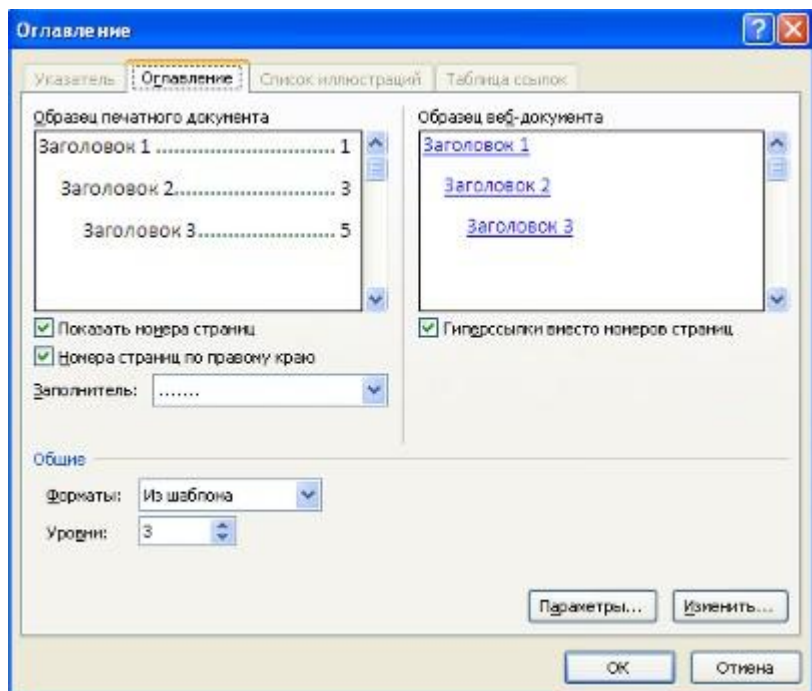 Оглавление
Указатель Оглавление Список иллюстраций Таблица ссылок
Образец печатного документа
Заголовок 1 ................................ 1
Заголовок 2............................ 3
Заголовок 3........................ 5
Показать номера страниц
Номера страниц по правому краю
Заполнитель: .......
Образец веб-документа
Заголовок 1
Заголовок 2
Заголовок 3
Гиперссылки вместо номеров страниц
Общие
Форматы: Из шаблона
Уровни: 3
Параметры... Изменить...
ОК Отмена